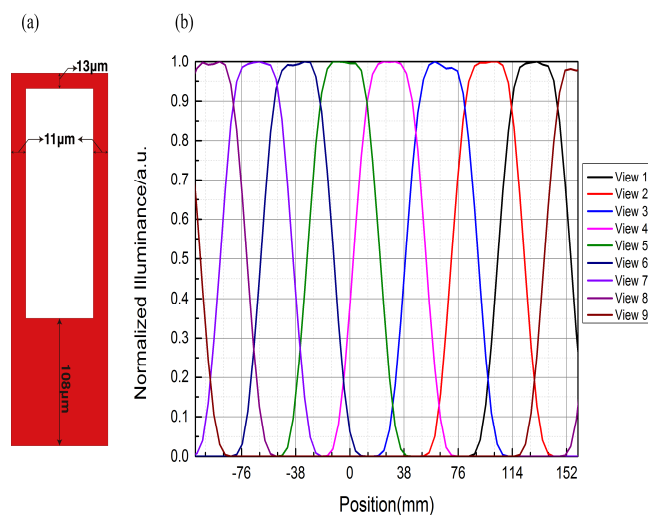 (a)
(b)
13μm
11μm
108μm
Normalized Illuminance/a.u.
1.0
0.9
0.8
0.7
0.6
0.5
0.4
0.3
0.2
0.1
0.0
-76
-38
0
38
76
114
152
Position(mm)
View 1
View 2
View 3
View 4
View 5
View 6
View 7
View 8
View 9